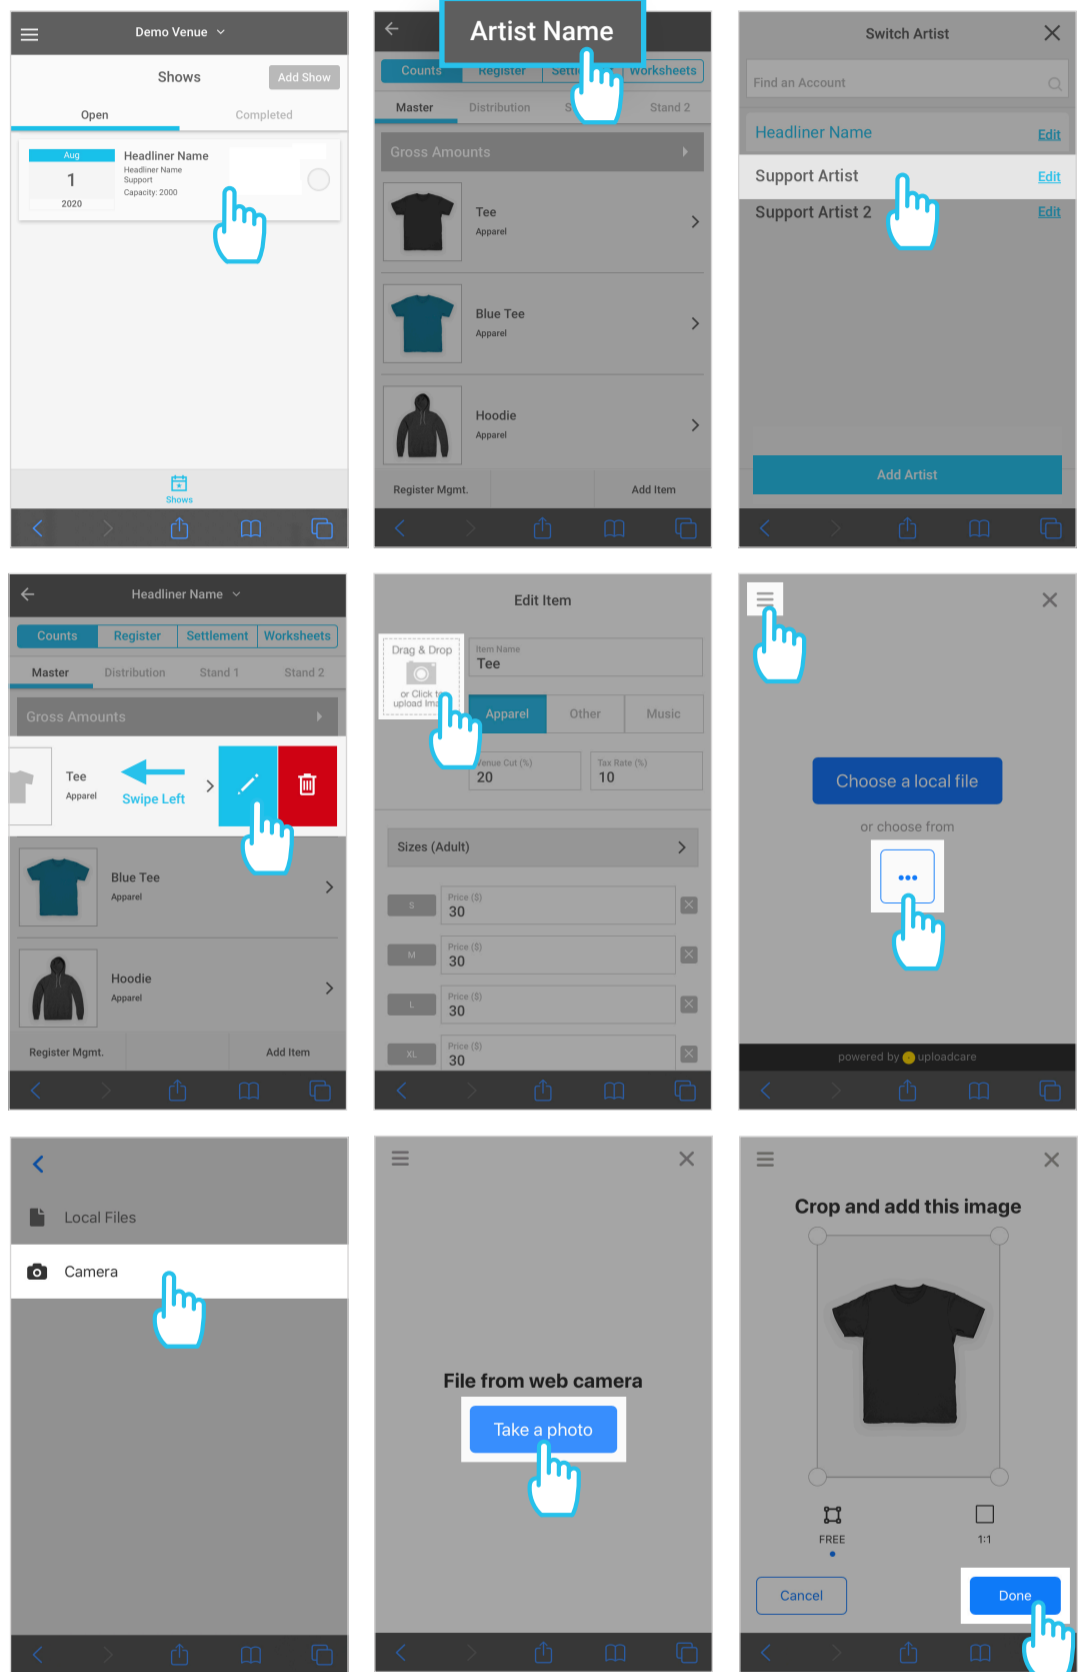 Demo Venue
Shows
Add Show
Open
Completed
Aug
1
2020
Headliner Name
Headliner Name
Support
Capacity: 2000
Shows
Artist Name
Counts
Register
Worksheets
Master
Distribution
Stand 2
Gross Amounts
Tee
Apparel
Blue Tee
Apparel
Hoodie
Apparel
Register Mgmt.
Add Item
Switch Artist
Find an Account
Headliner Name
Edit
Support Artist
Edit
Support Artist 2
Edit
Add Artist
Headliner Name
Counts
Register
Settlement
Worksheets
Master
Distribution
Stand 1
Stand 2
Gross Amounts
Tee
Apparel
Swipe Left
Blue Tee
Apparel
Hoodie
Apparel
Register Mgmt.
Add Item
Edit Item
Drag & Drop
or Click to
upload
Item Name
Tee
Apparel
Other
Music
Venue Cut (%)
20
Tax Rate (%)
10
Sizes (Adult)
S
Price ($)
30
M
Price ($)
30
L
Price ($)
30
XL
Price ($)
30
Choose a local file
or choose from
powered by uploadcare
Local Files
Camera
File from web camera
Take a photo
Crop and add this image
FREE
1:1
Cancel
Done